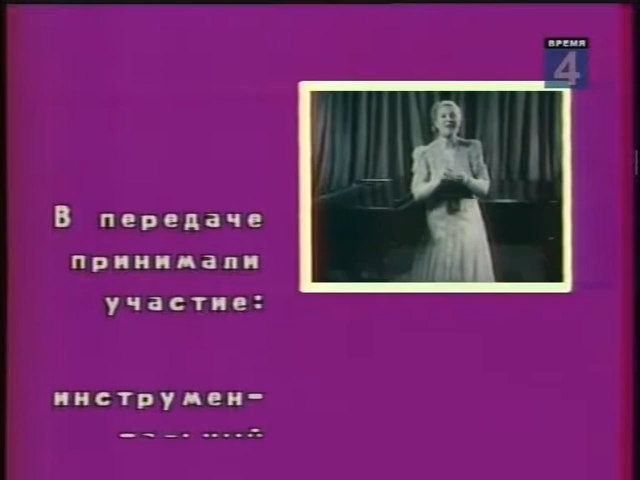 ВРЕМЯ
4
В передаче
принимали
участие:
инструмен-